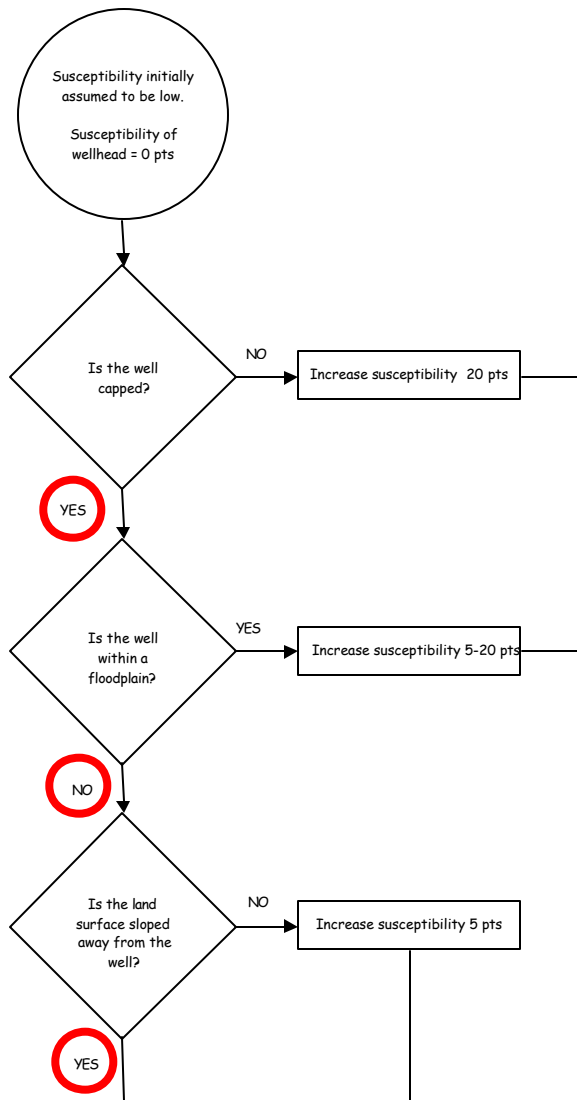 Susceptibility initially
assumed to be low.
Susceptibility of
wellhead = 0 pts
Is the well
capped?
NO
Increase susceptibility 20 pts
YES
Is the well
within a
floodplain?
YES
Increase susceptibility 5-20 pts
NO
Is the land
surface sloped
away from the
well?
NO
Increase susceptibility 5 pts
YES